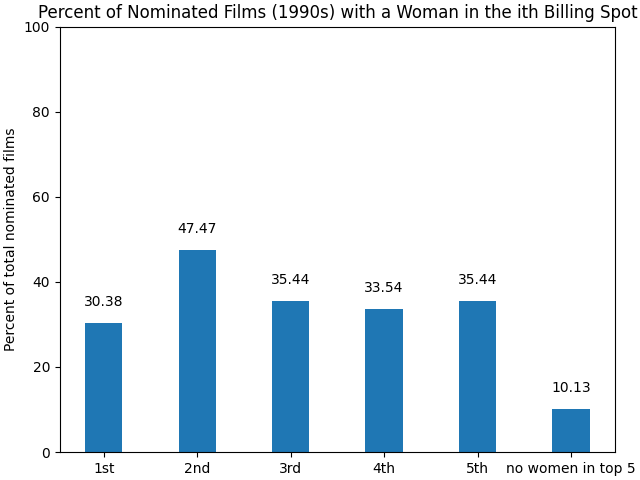 Percent of Nominated Films (1990s) with a Woman in the ith Billing Spot
Percent of total nominated films
100
80
60
40
20
0
30.38
47.47
35.44
33.54
35.44
10.13
1st
2nd
3rd
4th
5th
no women in top 5